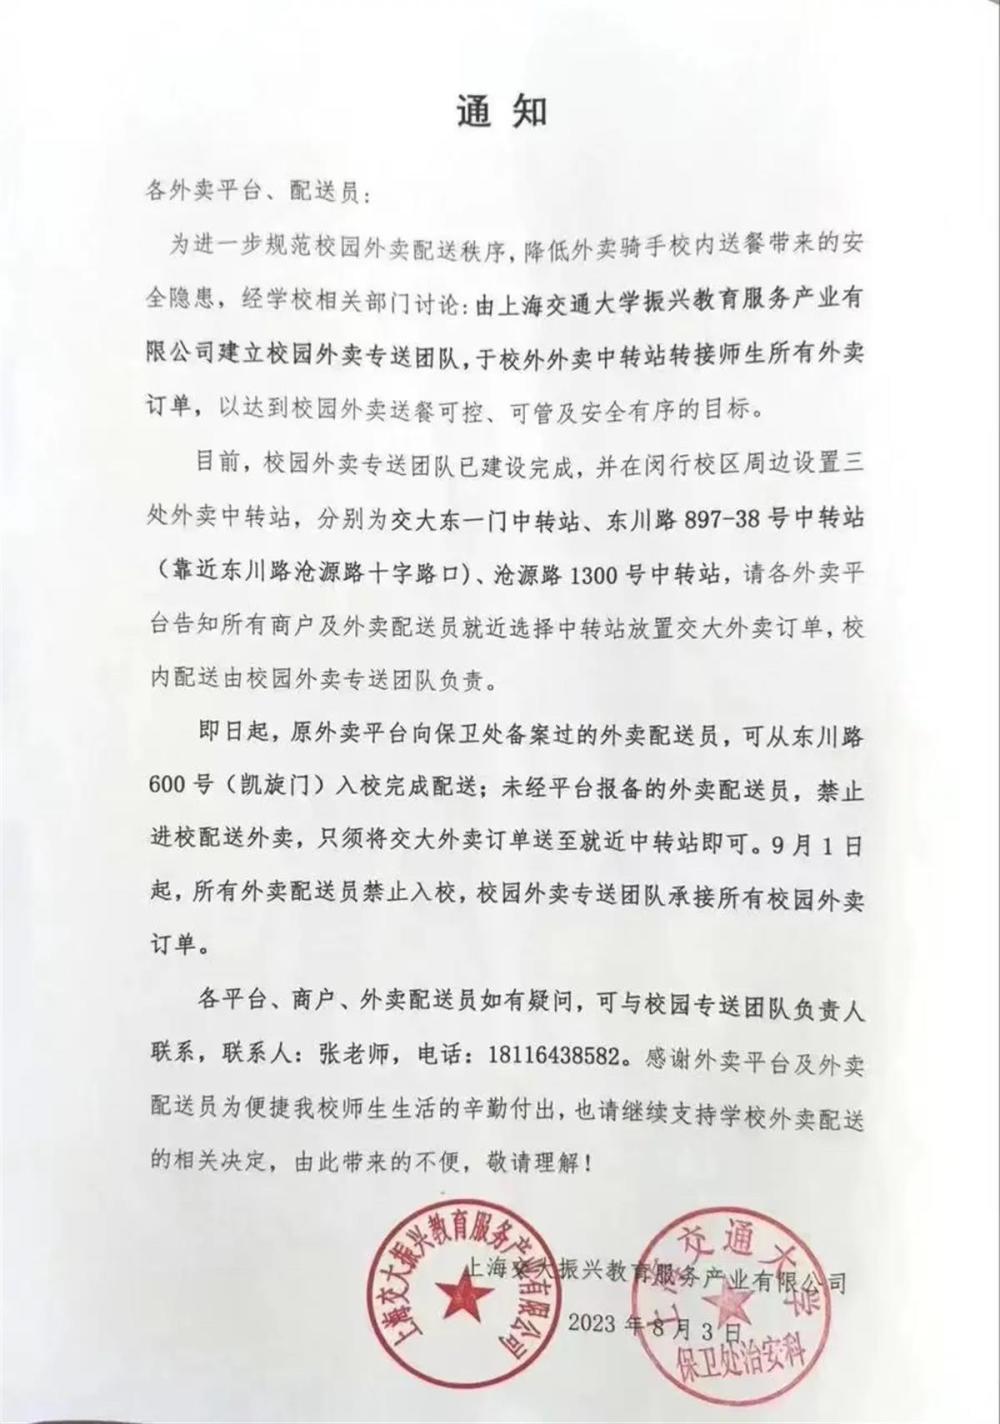 通 知
各外卖平台、配送员：
为进一步规范校园外卖配送秩序，降低外卖骑手校内送餐带来的安
全隐患，经学校相关部门讨论：由上海交通大学振兴教育服务产业有
限公司建立校园外卖专送团队，于校外外卖中转站转接师生所有外卖
订单，以达到校园外卖送餐可控、可管及安全有序的目标。
目前，校园外卖专送团队已建设完成，并在闵行校区周边设置三
处外卖中转站，分别为交大东一门中转站、东川路 897-38 号中转站
（靠近东川路沧源路十字路口）、沧源路 1300 号中转站，请各外卖平
台告知所有商户及外卖配送员就近选择中转站放置交大外卖订单，校
内配送由校园外卖专送团队负责。
即日起，原外卖平台向保卫处备案过的外卖配送员，可从东川路
600 号（凯旋门）入校完成配送；未经平台报备的外卖配送员，禁止
进校配送外卖，只须将交大外卖订单送至就近中转站即可。9 月 1 日
起，所有外卖配送员禁止入校，校园外卖专送团队承接所有校园外卖
订单。
各平台、商户、外卖配送员如有疑问，可与校园专送团队负责人
联系，联系人：张老师，电话：18116438582。感谢外卖平台及外卖
配送员为便捷我校师生生活的辛勤付出，也请继续支持学校外卖配送
的相关决定，由此带来的不便，敬请理解！
上海交大振兴教育服务产业有限公司
2023 年 8 月 3 日
上海交大振兴教育服务产业有限公司
上海交通大学
保卫处治安科